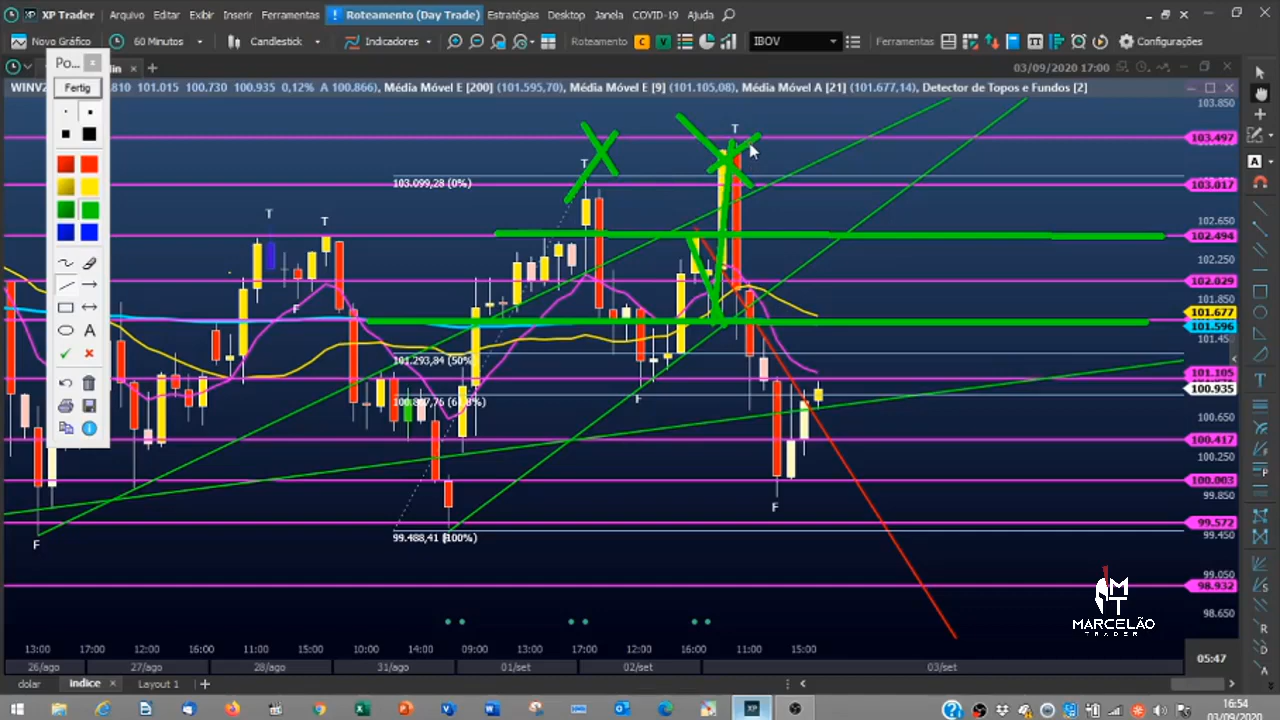 XP Trader Arquivo Editar Exibir Inserir Ferramentas Roteamento (Day Trade) Estratégias Desktop Janela COVID-19 Ajuda
Novo Gráfico 60 Minutos Candlestick Indicadores Roteamento C V IBOV Ferramentas Configurações
Po...
03/09/2020 17:00
Fertig
101.015 100.730 100.935 0,12% A 100.866), Média Móvel E [200] (101.595,70), Média Móvel E [9] (101.105,08), Média Móvel A [21] (101.677,14), Detector de Topos e Fundos [2]
103.850
103.497
103.017
102.650
102.494
102.250
102.029
101.850
101.677
101.596
101.450
101.105
100.935
100.650
100.417
100.250
100.003
99.850
99.572
99.450
99.050
98.932
98.650
T
T
T
T
F
F
F
F
103.099,28 (0%)
101.293,84 (50%)
99.488,41 (100%)
MT
MARCELÃO
TRADER
13:00 17:00 12:00 16:00 11:00 15:00 10:00 14:00 09:00 13:00 17:00 12:00 16:00 11:00 15:00
26/ago 27/ago 28/ago 31/ago 01/set 02/set 03/set
05:47
dolar indice Layout 1
16:54
03/09/2020